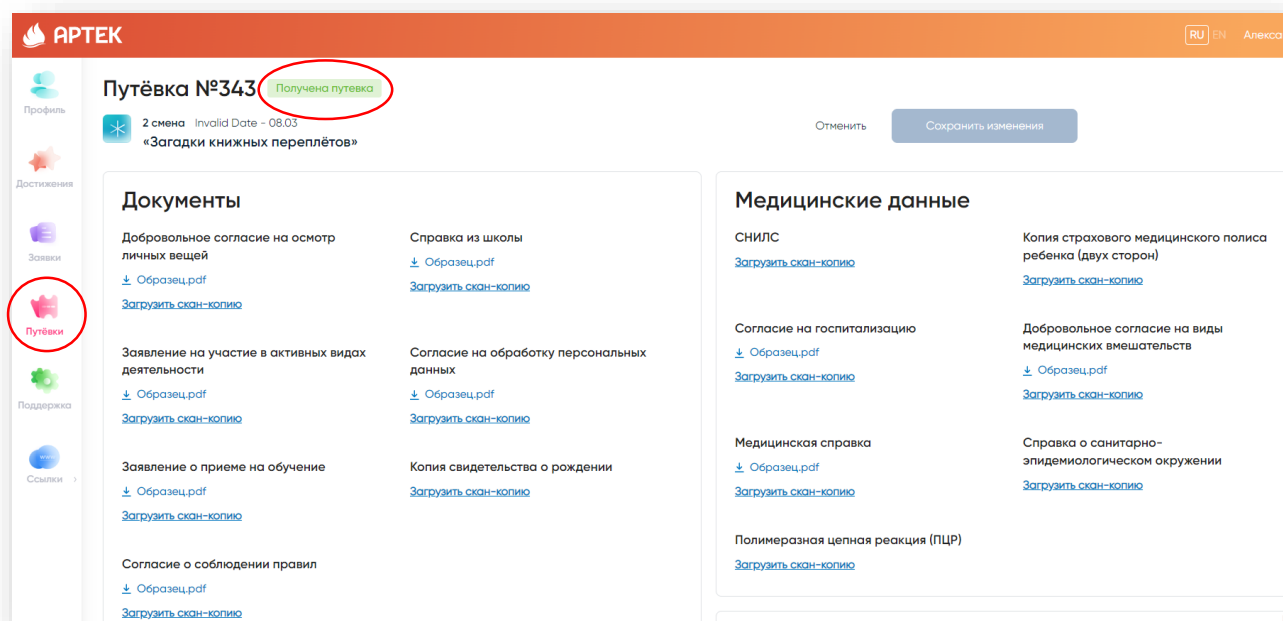 АРТЕК
RU EN Алекса
Профиль
Достижения
Заявки
Путёвки
Поддержка
Ссылки
Путёвка №343 Получена путевка
2 смена Invalid Date - 08.03
«Загадки книжных переплётов»
Отменить Сохранить изменения
Документы
Добровольное согласие на осмотр
личных вещей
Образец.pdf
Загрузить скан-копию
Справка из школы
Образец.pdf
Загрузить скан-копию
Заявление на участие в активных видах
деятельности
Образец.pdf
Загрузить скан-копию
Согласие на обработку персональных
данных
Образец.pdf
Загрузить скан-копию
Заявление о приеме на обучение
Образец.pdf
Загрузить скан-копию
Копия свидетельства о рождении
Загрузить скан-копию
Согласие о соблюдении правил
Образец.pdf
Загрузить скан-копию
Медицинские данные
СНИЛС
Загрузить скан-копию
Копия страхового медицинского полиса
ребенка (двух сторон)
Загрузить скан-копию
Согласие на госпитализацию
Образец.pdf
Загрузить скан-копию
Добровольное согласие на виды
медицинских вмешательств
Образец.pdf
Загрузить скан-копию
Медицинская справка
Образец.pdf
Загрузить скан-копию
Справка о санитарно-
эпидемиологическом окружении
Загрузить скан-копию
Полимеразная цепная реакция (ПЦР)
Загрузить скан-копию